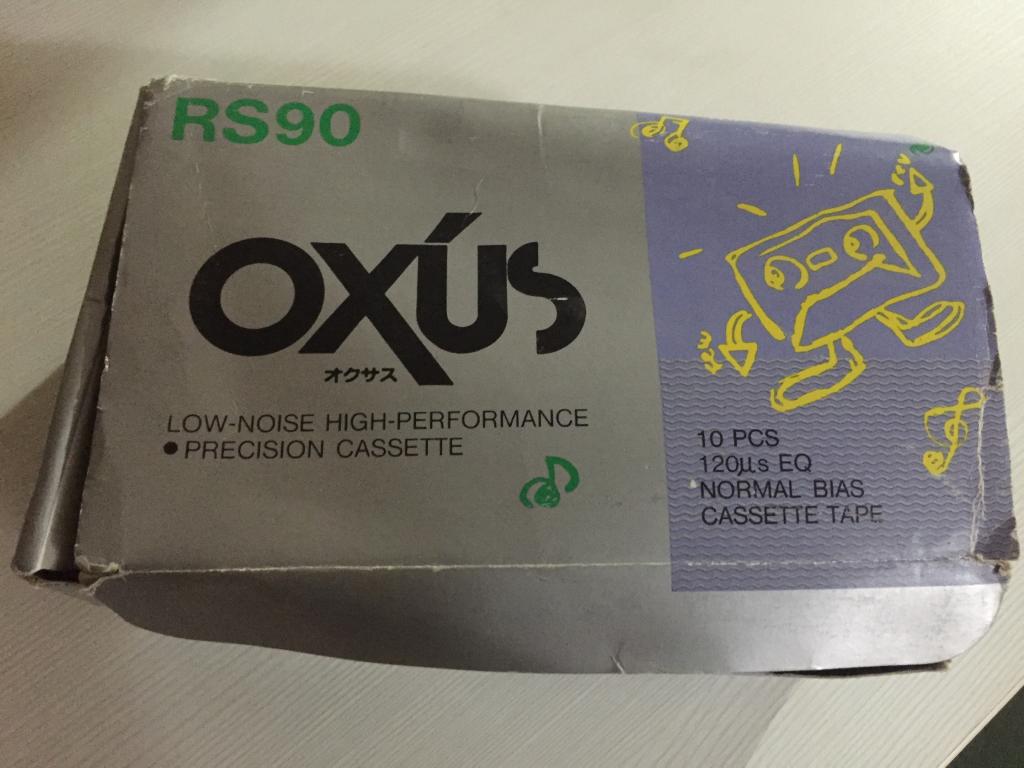 RS90
OXÚS
オクサス
LOW-NOISE HIGH-PERFORMANCE
● PRECISION CASSETTE
10 PCS
120μs EQ
NORMAL BIAS
CASSETTE TAPE